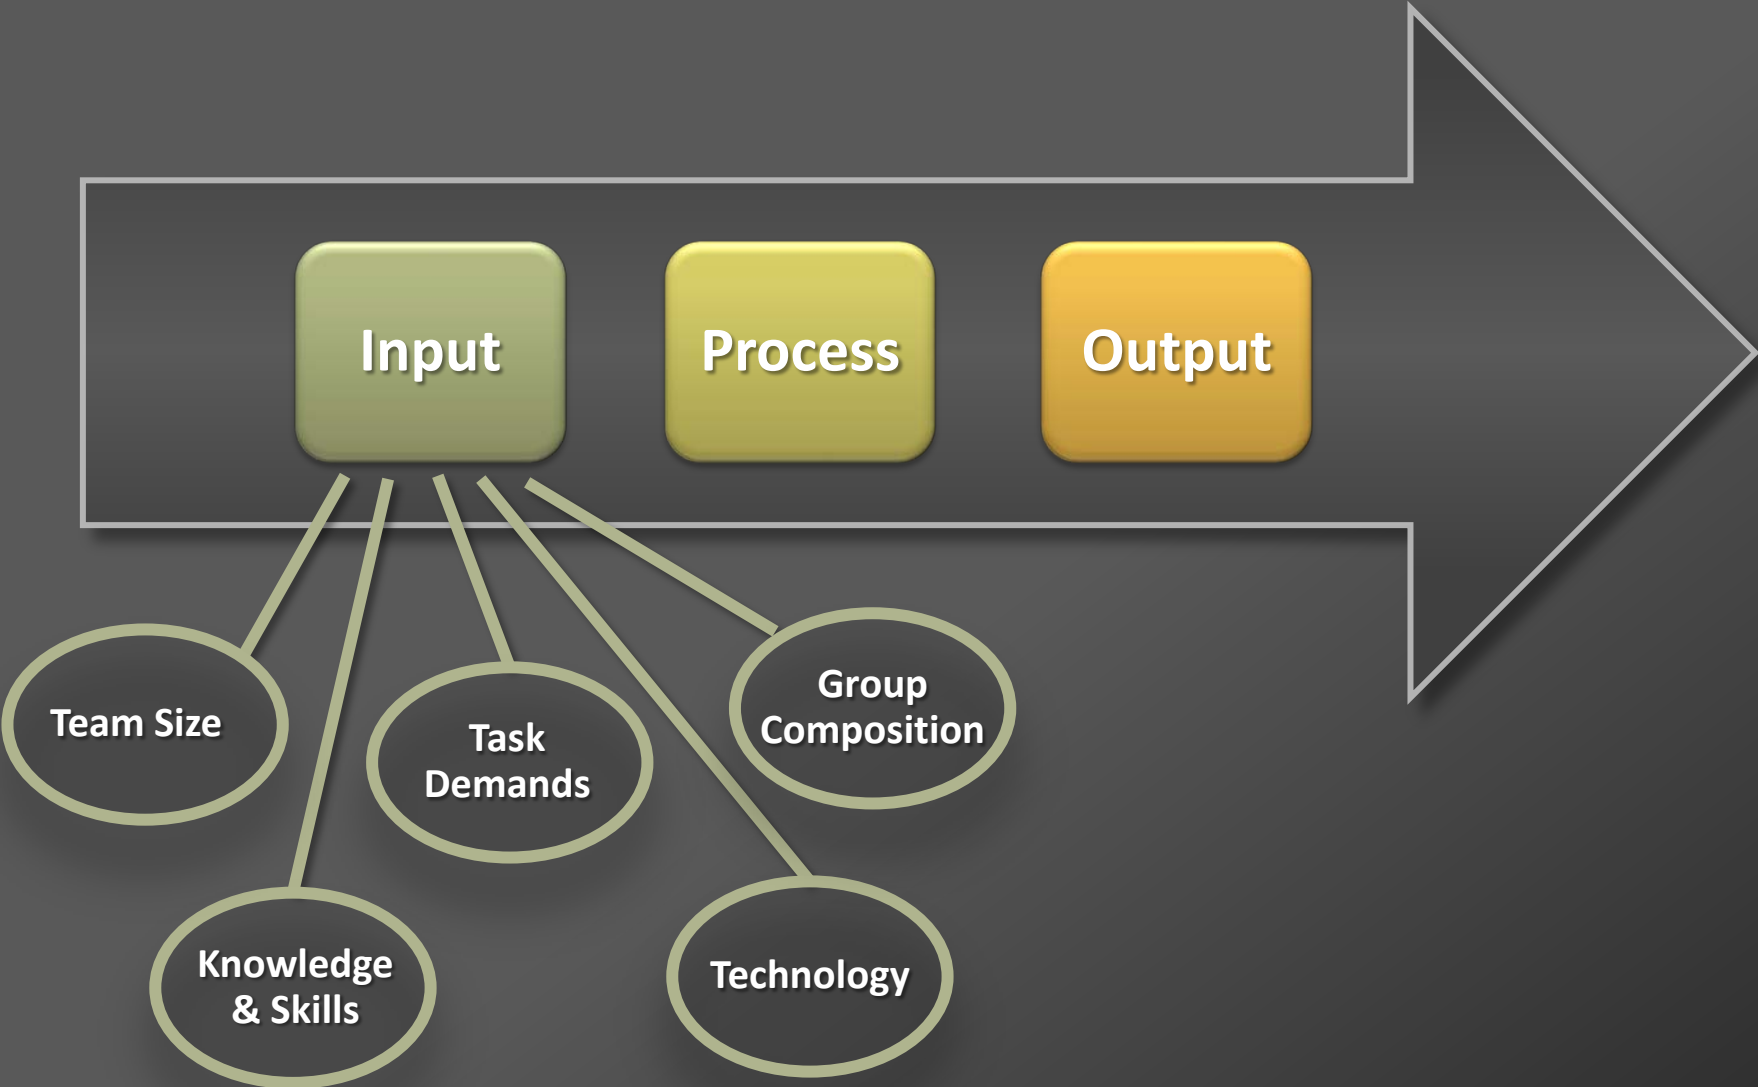 Input
Process
Output
Team Size
Knowledge
& Skills
Task
Demands
Technology
Group
Composition